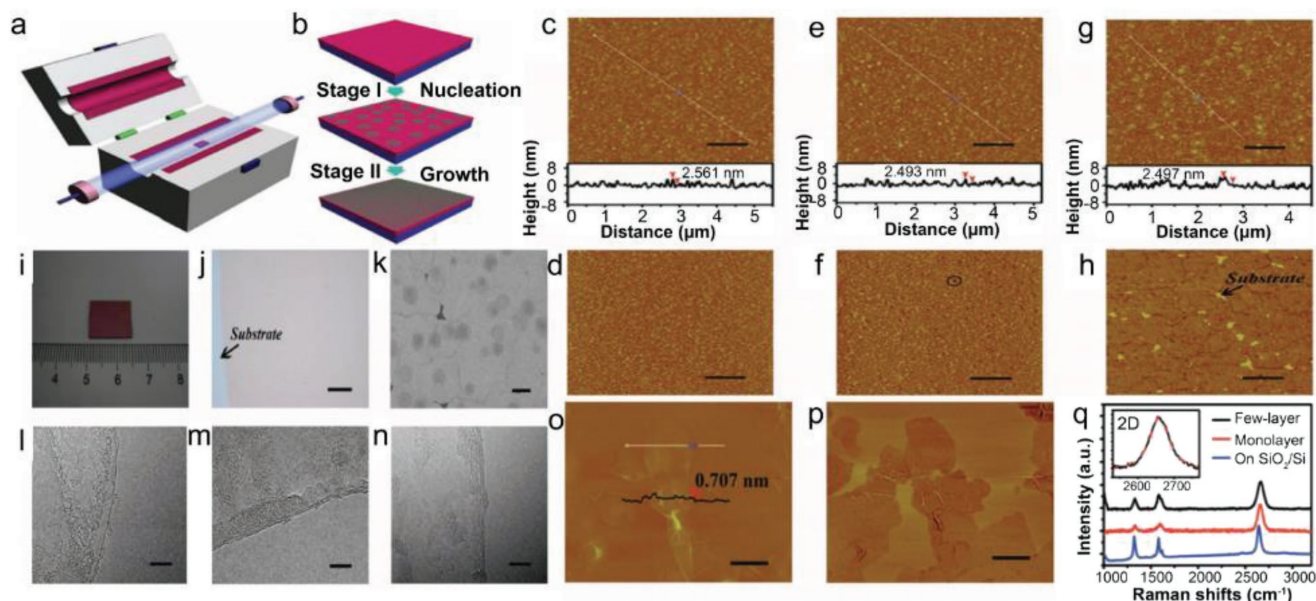 a
b
Stage I
Nucleation
Stage II
Growth
c
Height (nm)
8
0
-8
2.561 nm
0 1 2 3 4 5
Distance (μm)
e
Height (nm)
8
0
-8
2.493 nm
0 1 2 3 4 5
Distance (μm)
g
Height (nm)
8
0
-8
2.497 nm
0 1 2 3 4
Distance (μm)
i
4 5 6 7 8
j
Substrate
k
d
f
h
Substrate
l
m
n
o
0.707 nm
p
q
Intensity (a.u.)
2D
2600 2700
Few-layer
Monolayer
On SiO₂/Si
1000 1500 2000 2500 3000
Raman shifts (cm⁻¹)